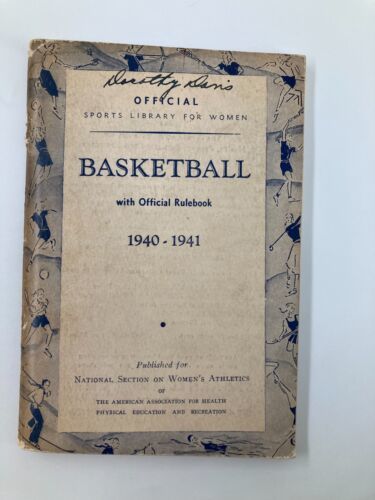 Dorothy Davis
OFFICIAL
SPORTS LIBRARY FOR WOMEN
BASKETBALL
with Official Rulebook
1940 - 1941
Published for
NATIONAL SECTION ON WOMEN'S ATHLETICS
OF
THE AMERICAN ASSOCIATION FOR HEALTH
PHYSICAL EDUCATION AND RECREATION